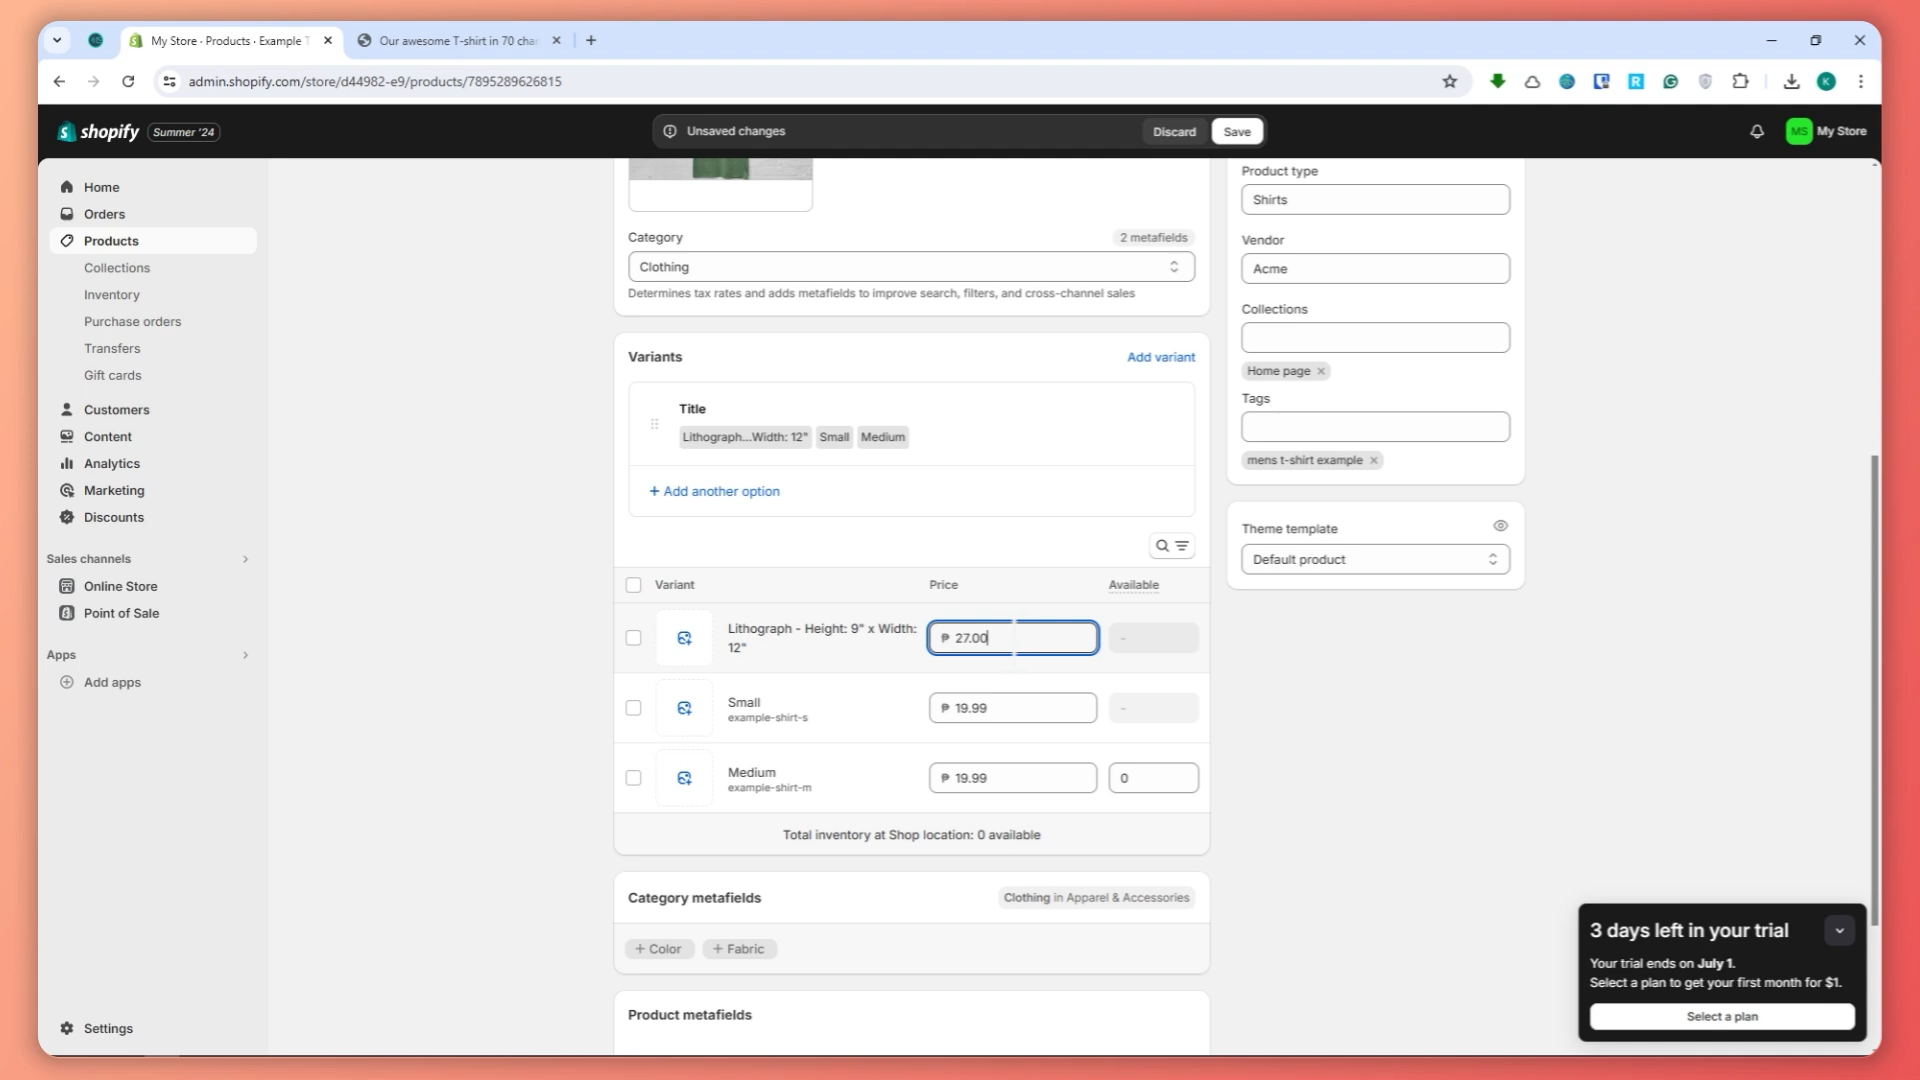 My Store · Products · Example T
Our awesome T-shirt in 70 char
admin.shopify.com/store/d44982-e9/products/7895289626815
shopify
Summer '24
Unsaved changes
Discard
Save
MS
My Store
Home
Orders
Products
Collections
Inventory
Purchase orders
Transfers
Gift cards
Customers
Content
Analytics
Marketing
Discounts
Sales channels
Online Store
Point of Sale
Apps
Add apps
Settings
Category
2 metafields
Clothing
Determines tax rates and adds metafields to improve search, filters, and cross-channel sales
Variants
Add variant
Title
Lithograph...Width: 12" Small Medium
+ Add another option
Variant Price Available
Lithograph - Height: 9" x Width:
12"
₱ 27.00
-
Small
example-shirt-s
₱ 19.99
-
Medium
example-shirt-m
₱ 19.99
0
Total inventory at Shop location: 0 available
Category metafields
Clothing in Apparel & Accessories
+ Color
+ Fabric
Product metafields
Product type
Shirts
Vendor
Acme
Collections
Home page ×
Tags
mens t-shirt example ×
Theme template
Default product
3 days left in your trial
Your trial ends on July 1.
Select a plan to get your first month for $1.
Select a plan